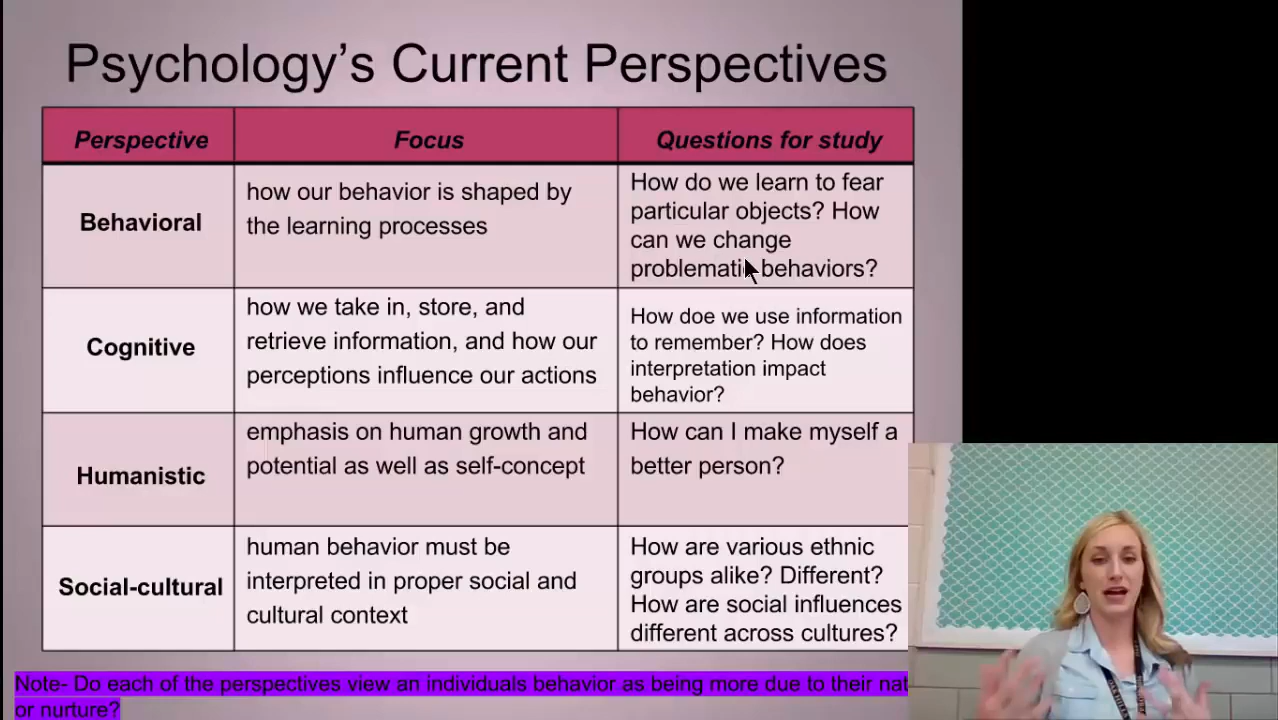 Psychology’s Current Perspectives
Perspective
Focus
Questions for study
Behavioral
how our behavior is shaped by
the learning processes
How do we learn to fear
particular objects? How
can we change
problematic behaviors?
Cognitive
how we take in, store, and
retrieve information, and how our
perceptions influence our actions
How doe we use information
to remember? How does
interpretation impact
behavior?
Humanistic
emphasis on human growth and
potential as well as self-concept
How can I make myself a
better person?
Social-cultural
human behavior must be
interpreted in proper social and
cultural context
How are various ethnic
groups alike? Different?
How are social influences
different across cultures?
Note- Do each of the perspectives view an individuals behavior as being more due to their nat
or nurture?